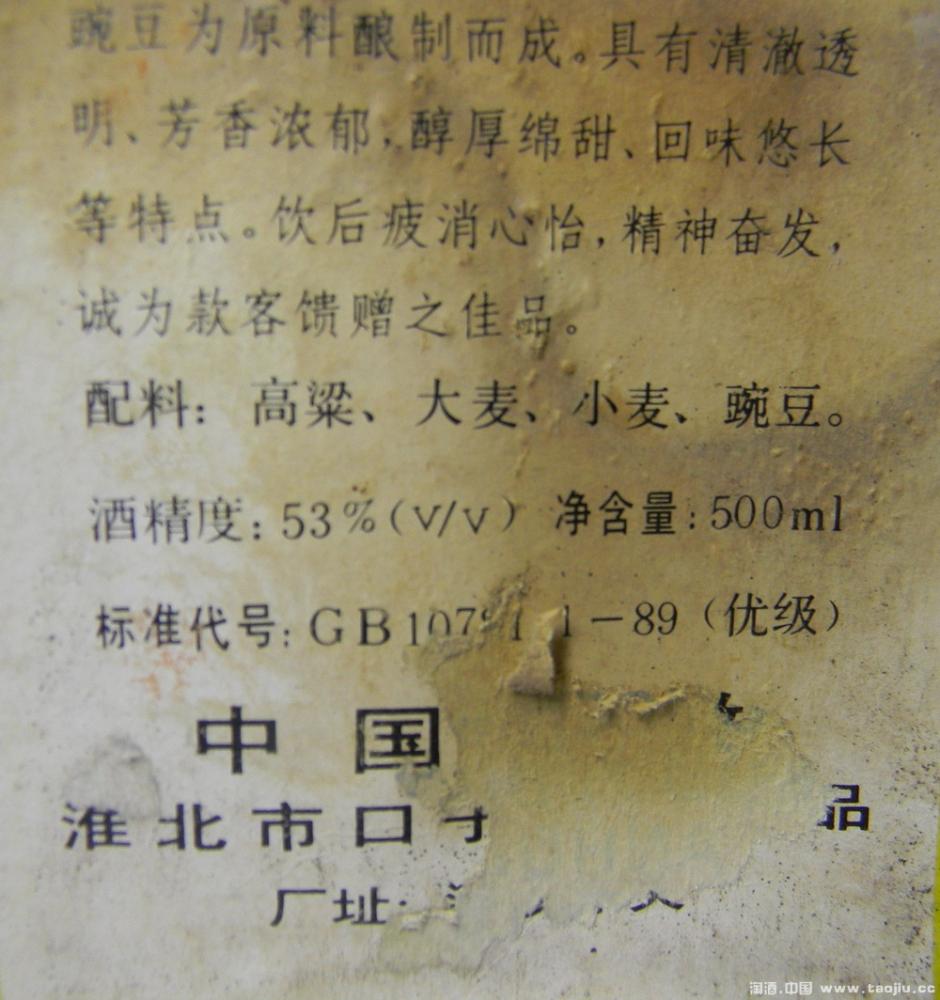 豌豆为原料酿制而成。具有清澈透
明、芳香浓郁,醇厚绵甜、回味悠长
等特点。饮后疲消心怡,精神奋发,
诚为款客馈赠之佳品。
配料: 高粱、大麦、小麦、豌豆。
酒精度: 53%(V/V) 净含量: 500ml
标准代号: GB1078 1-89 (优级)
中国
淮北市口 品
厂址
淘酒.中国 www.taojiu.cc